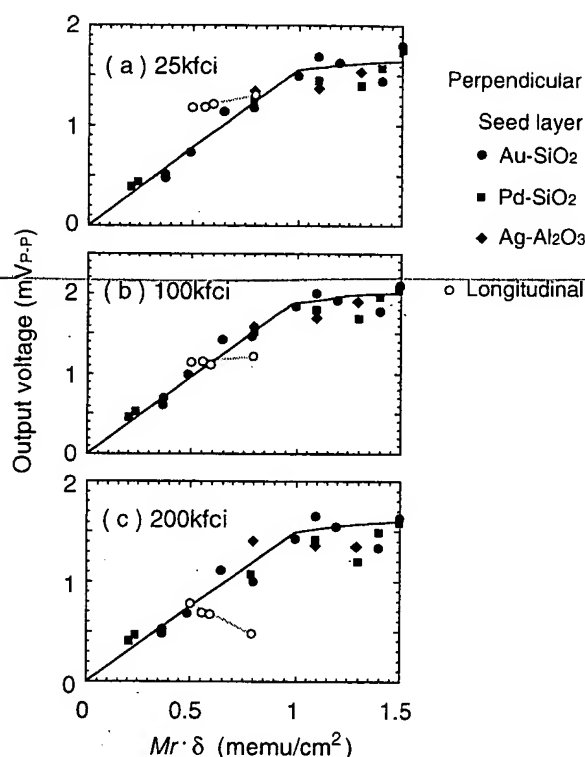 2
( a ) 25kfci
1
0
2
( b ) 100kfci
1
0
2
( c ) 200kfci
1
0
0
0.5
1
1.5
Output voltage (mVP-P)
Mr·δ (memu/cm²)
Perpendicular
Seed layer
● Au-SiO₂
■ Pd-SiO₂
◆ Ag-Al₂O₃
○ Longitudinal